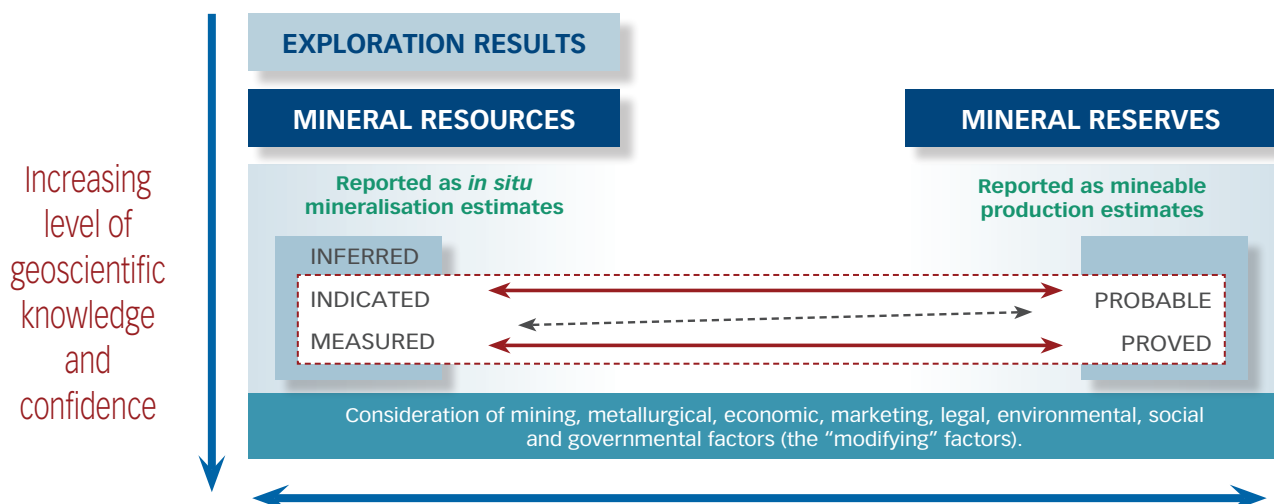 EXPLORATION RESULTS
MINERAL RESOURCES
MINERAL RESERVES
Increasing
level of
geoscientific
knowledge
and
confidence
Reported as in situ
mineralisation estimates
Reported as mineable
production estimates
INFERRED
INDICATED
MEASURED
PROBABLE
PROVED
Consideration of mining, metallurgical, economic, marketing, legal, environmental, social
and governmental factors (the “modifying” factors).